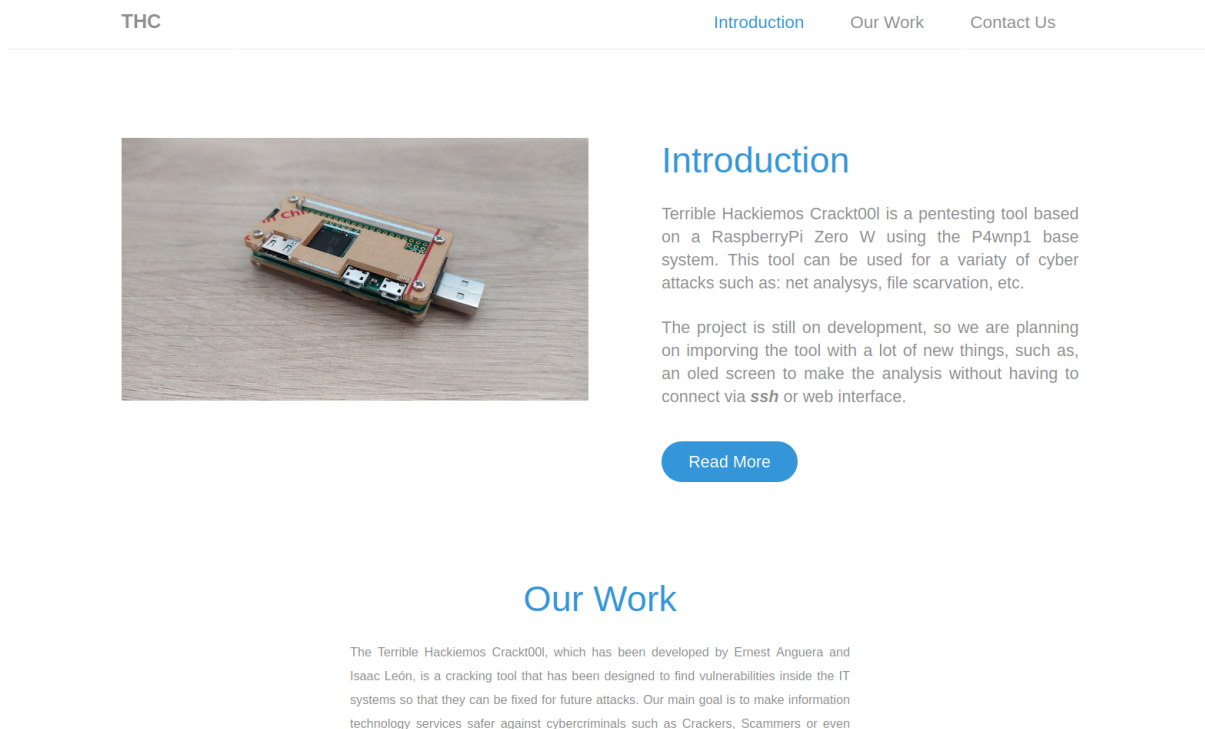 THC
Introduction
Our Work
Contact Us
Introduction
Terrible Hackiemos Crackt00l is a pentesting tool based
on a RaspberryPi Zero W using the P4wnp1 base
system. This tool can be used for a variaty of cyber
attacks such as: net analysys, file scarvation, etc.
The project is still on development, so we are planning
on imporving the tool with a lot of new things, such as,
an oled screen to make the analysis without having to
connect via ssh or web interface.
Read More
Our Work
The Terrible Hackiemos Crackt00l, which has been developed by Ernest Anguera and
Isaac León, is a cracking tool that has been designed to find vulnerabilities inside the IT
systems so that they can be fixed for future attacks. Our main goal is to make information
technology services safer against cybercriminals such as Crackers, Scammers or even